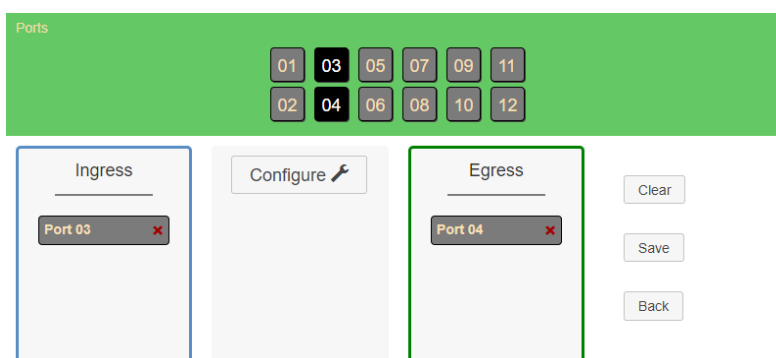 Ports
01 03 05 07 09 11
02 04 06 08 10 12
Ingress
Port 03
Configure
Egress
Port 04
Clear
Save
Back